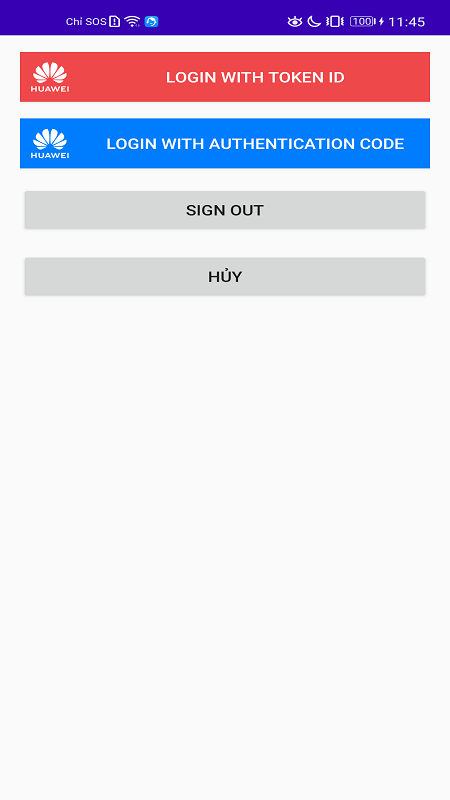 Chỉ SOS
100
11:45
HUAWEI
LOGIN WITH TOKEN ID
HUAWEI
LOGIN WITH AUTHENTICATION CODE
SIGN OUT
HỦY